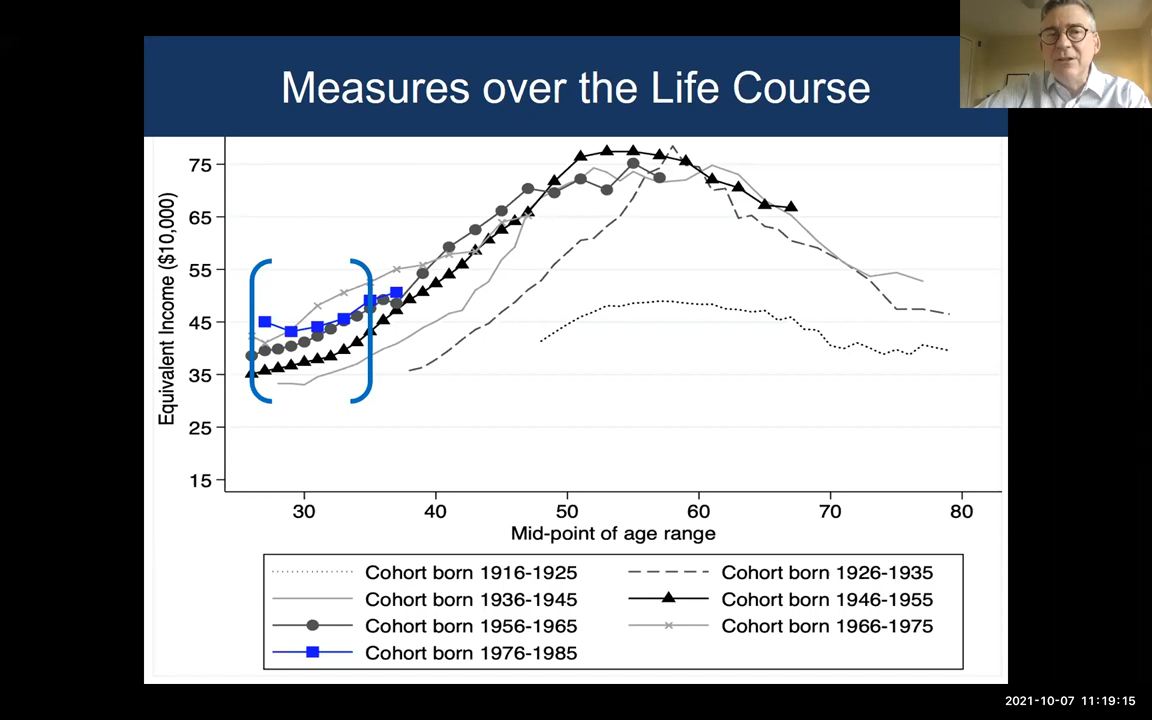 Measures over the Life Course
Equivalent Income ($10,000)
75
65
55
45
35
25
15
30 40 50 60 70 80
Mid-point of age range
Cohort born 1916-1925 Cohort born 1926-1935
Cohort born 1936-1945 Cohort born 1946-1955
Cohort born 1956-1965 Cohort born 1966-1975
Cohort born 1976-1985
2021-10-07 11:19:15